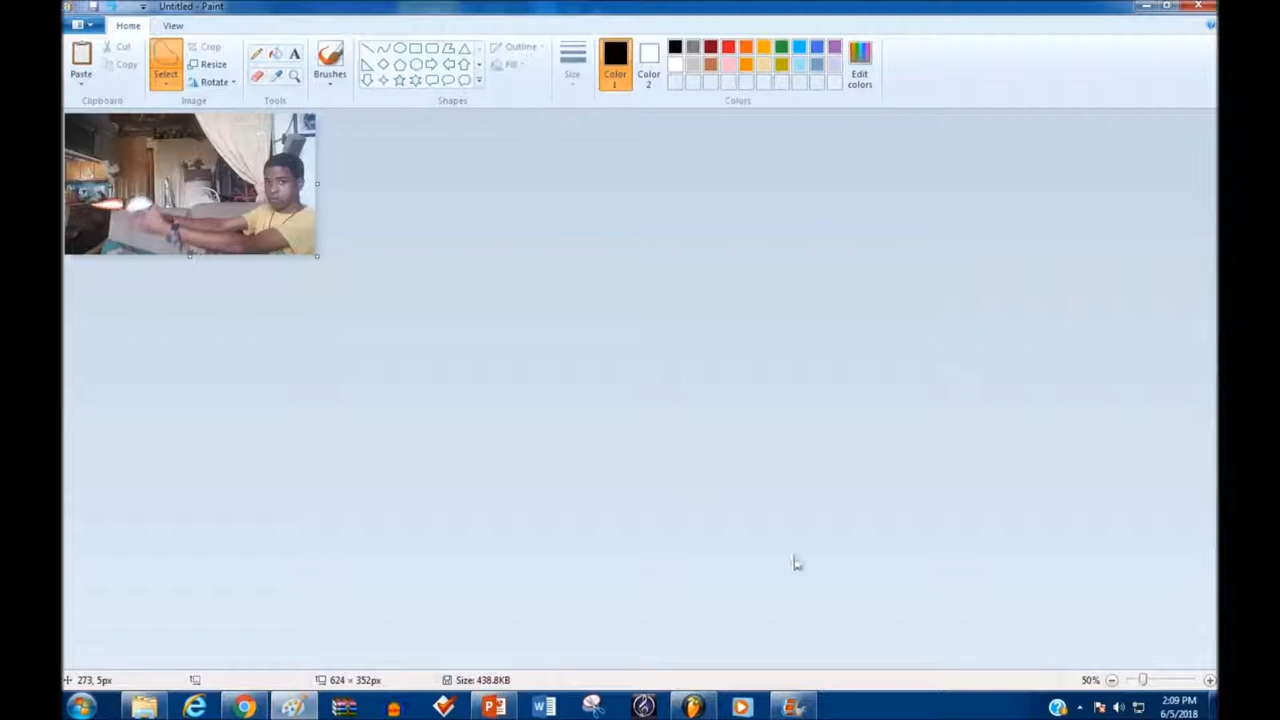 Untitled - Paint
Home View
Paste
Cut
Copy
Clipboard
Select
Crop
Resize
Rotate
Image
A
Tools
Brushes
Shapes
Outline
Fill
Size
Color 1
Color 2
Edit colors
Colors
273, 5px
624 × 352px
Size: 438.8KB
50%
2:09 PM
6/5/2018